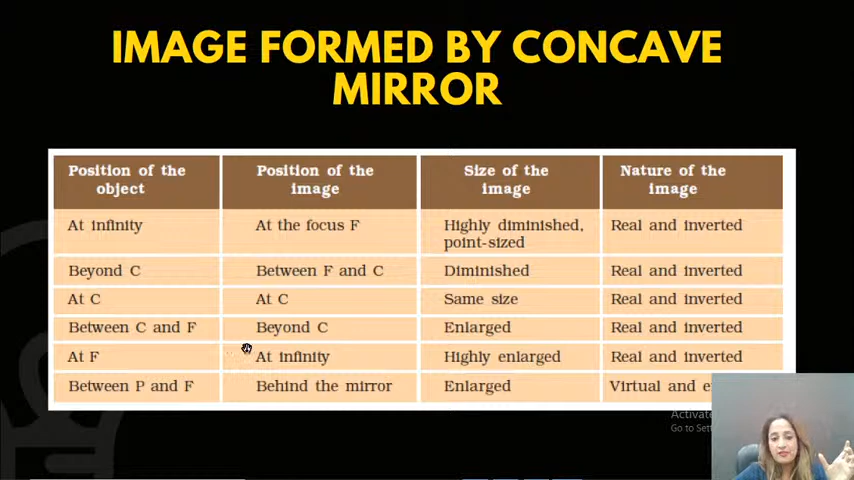 IMAGE FORMED BY CONCAVE
MIRROR
Position of the object
Position of the image
Size of the image
Nature of the image
At infinity
At the focus F
Highly diminished, point-sized
Real and inverted
Beyond C
Between F and C
Diminished
Real and inverted
At C
At C
Same size
Real and inverted
Between C and F
Beyond C
Enlarged
Real and inverted
At F
At infinity
Highly enlarged
Real and inverted
Between P and F
Behind the mirror
Enlarged
Virtual and
Go to